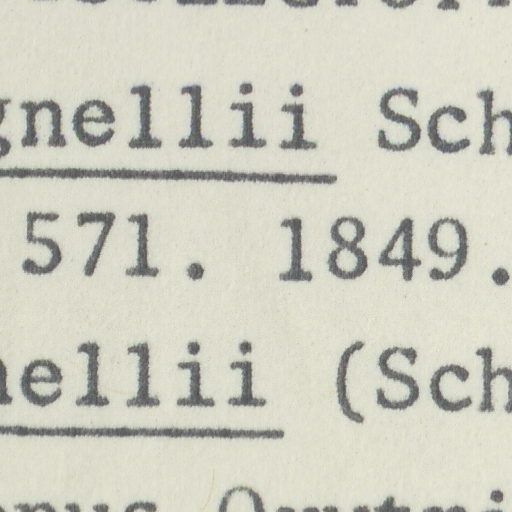 gnellii Sch
571. 1849.
nellii (Sch